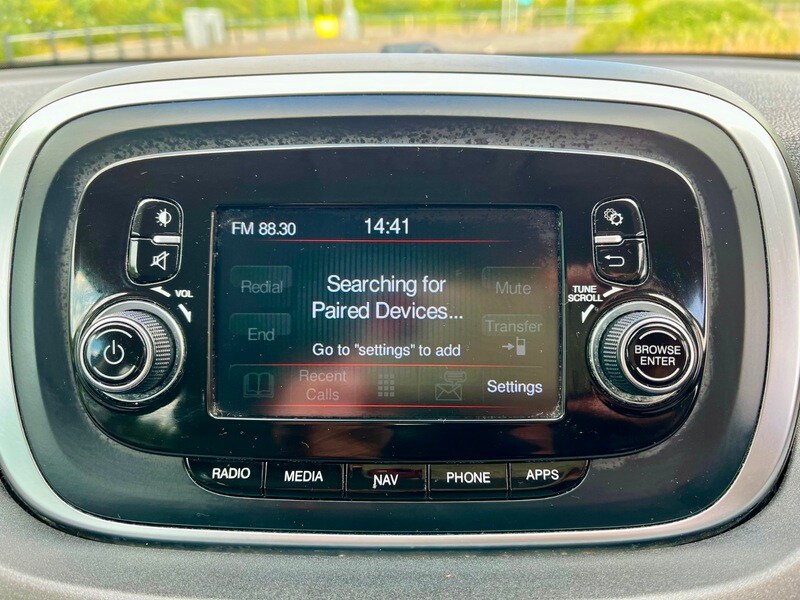 FM 88.30
14:41
VOL
TUNE
SCROLL
Redial
Searching for
Paired Devices...
Mute
End
Transfer
Go to "settings" to add
BROWSE
ENTER
Recent
Calls
Settings
RADIO
MEDIA
NAV
PHONE
APPS